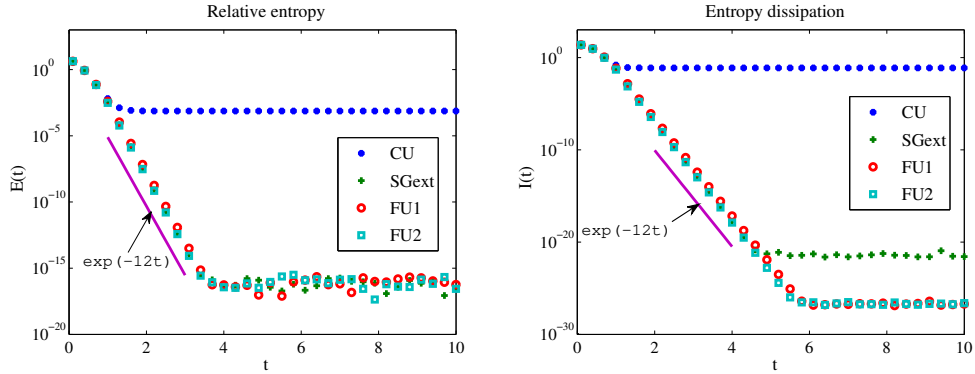 Relative entropy
10^0
10^-5
10^-10
10^-15
10^-20
E(t)
CU
SGext
FU1
FU2
exp(-12t)
0 2 4 6 8 10
t
Entropy dissipation
10^0
10^-10
10^-20
10^-30
I(t)
CU
SGext
FU1
FU2
exp(-12t)
0 2 4 6 8 10
t